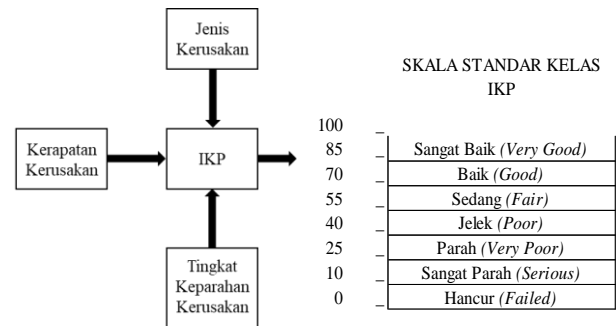 Jenis
Kerusakan
Kerapatan
Kerusakan
IKP
Tingkat
Keparahan
Kerusakan
SKALA STANDAR KELAS
IKP
100 _
85 _ Sangat Baik (Very Good)
70 _ Baik (Good)
55 _ Sedang (Fair)
40 _ Jelek (Poor)
25 _ Parah (Very Poor)
10 _ Sangat Parah (Serious)
0 _ Hancur (Failed)